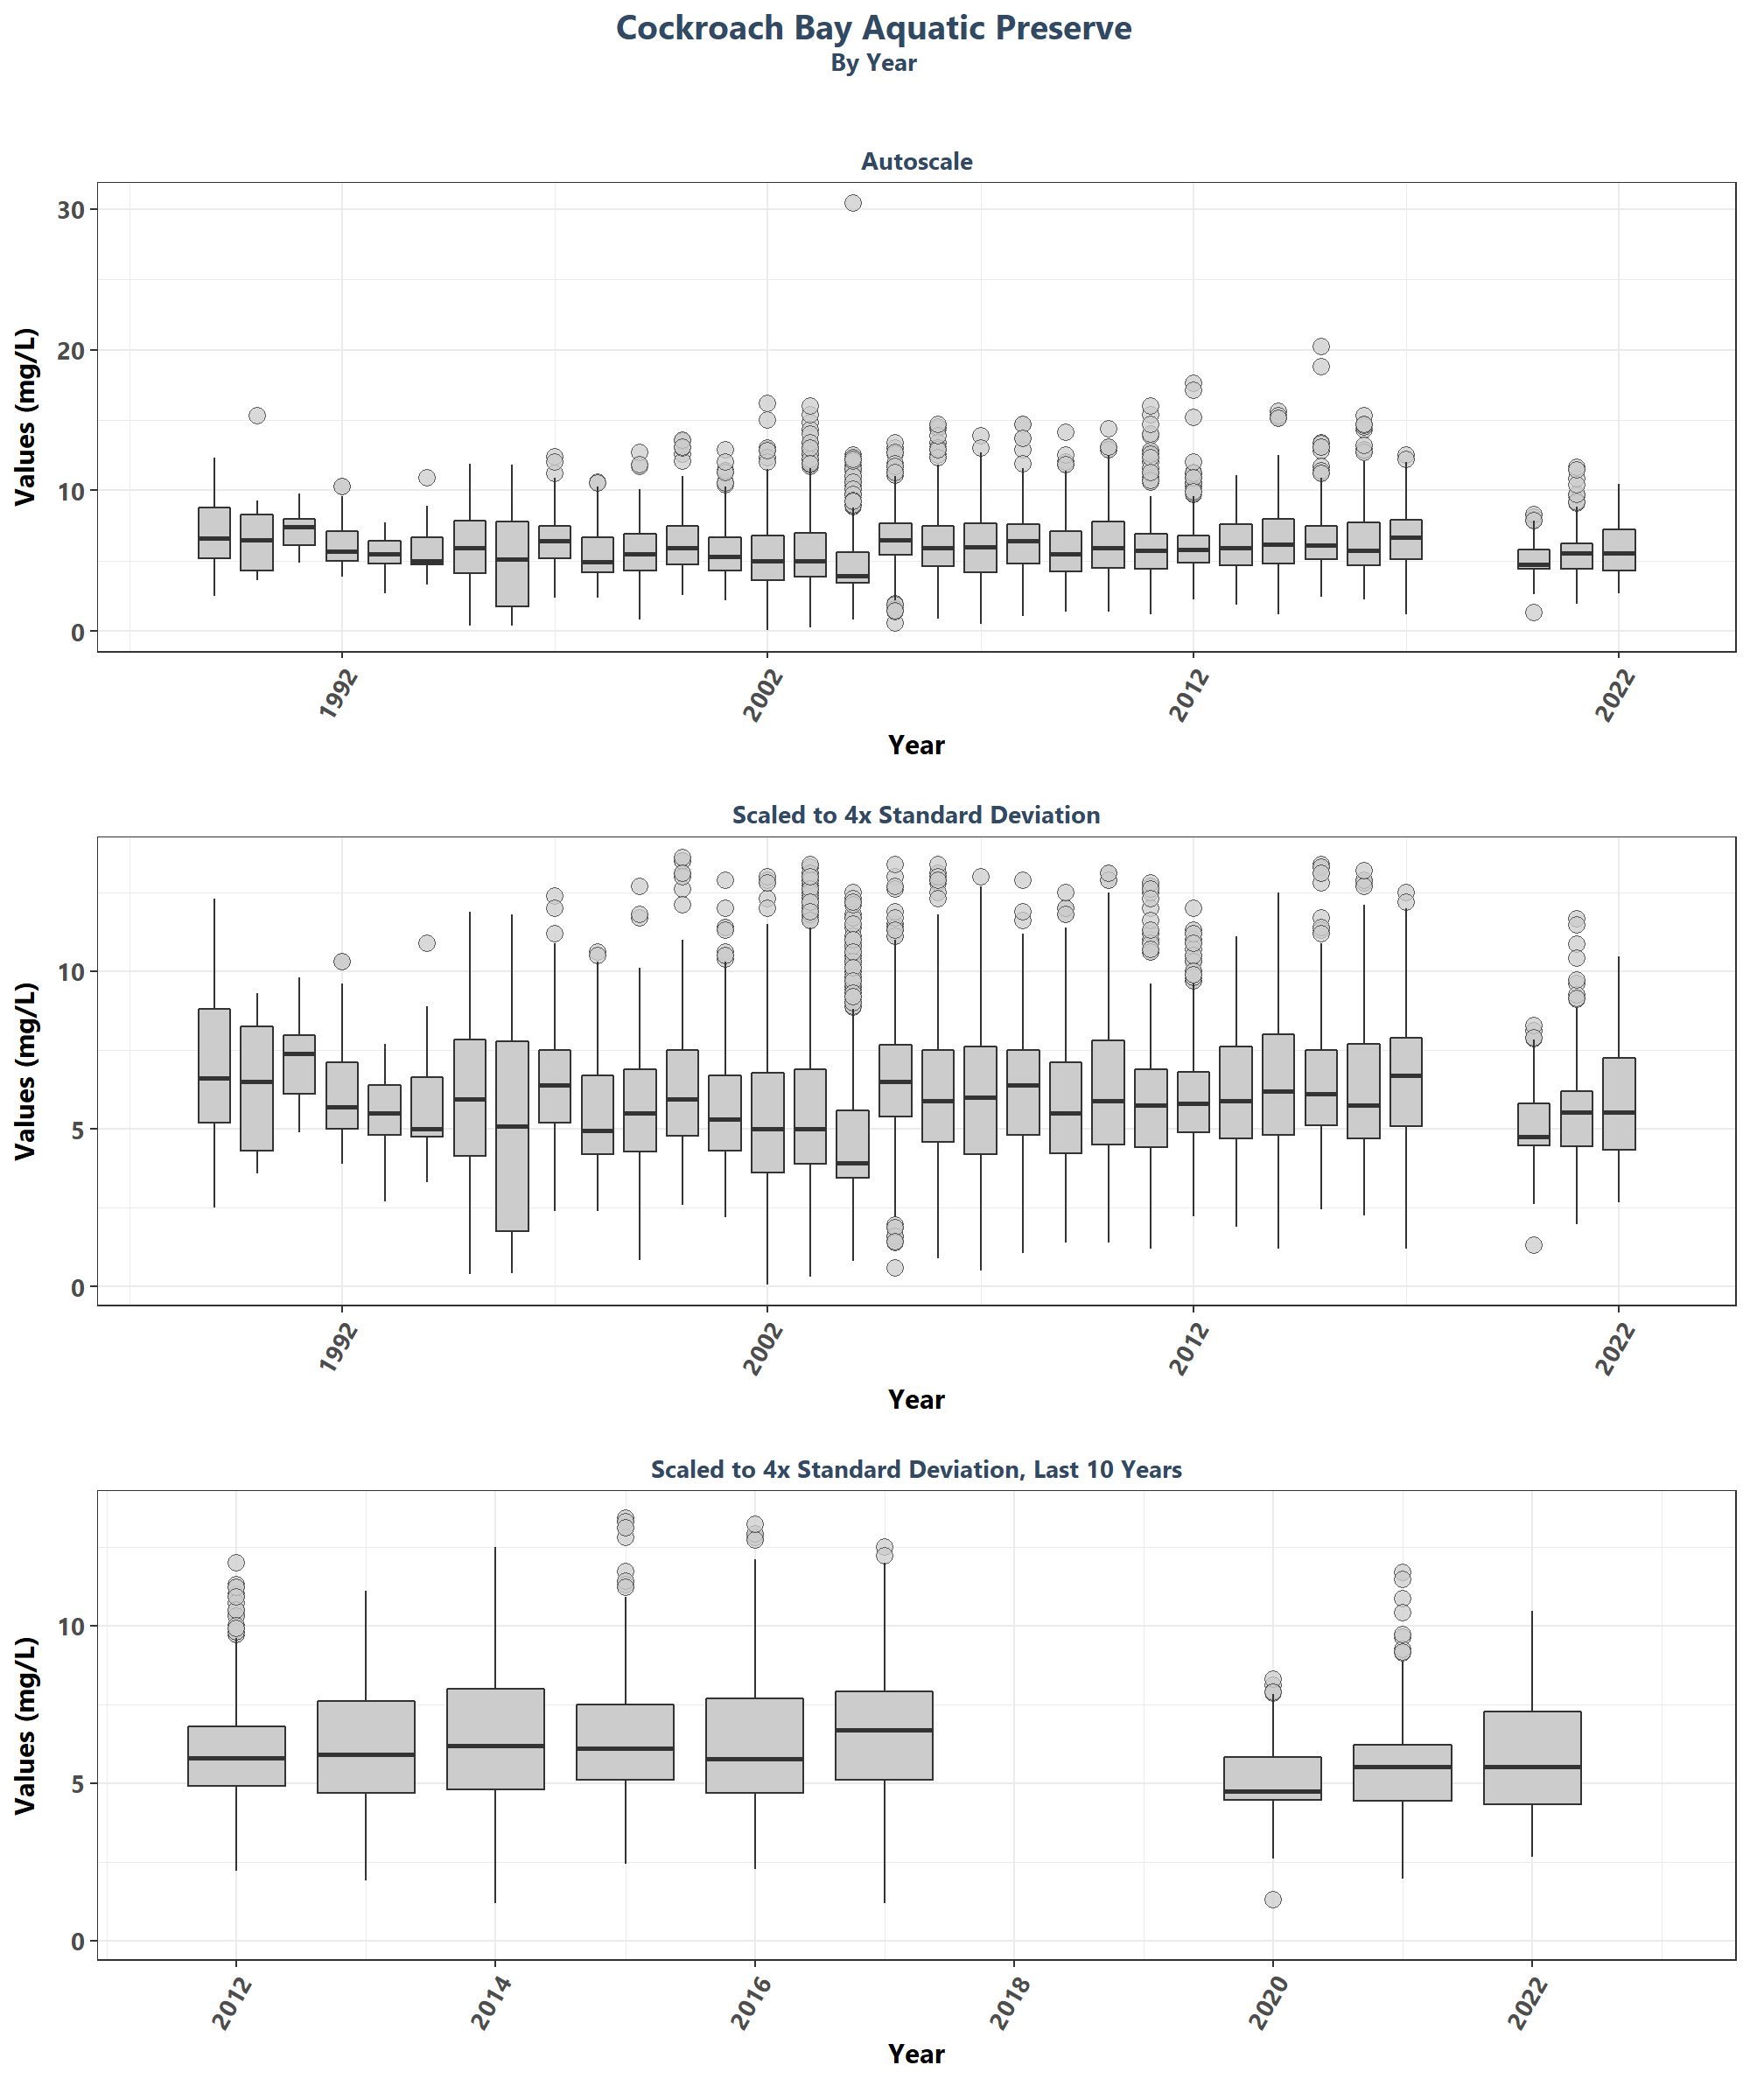 Cockroach Bay Aquatic Preserve
By Year
Autoscale
Values (mg/L)
30
20
10
0
1992
2002
2012
2022
Year
Scaled to 4x Standard Deviation
Values (mg/L)
10
5
0
1992
2002
2012
2022
Year
Scaled to 4x Standard Deviation, Last 10 Years
Values (mg/L)
10
5
0
2012
2014
2016
2018
2020
2022
Year